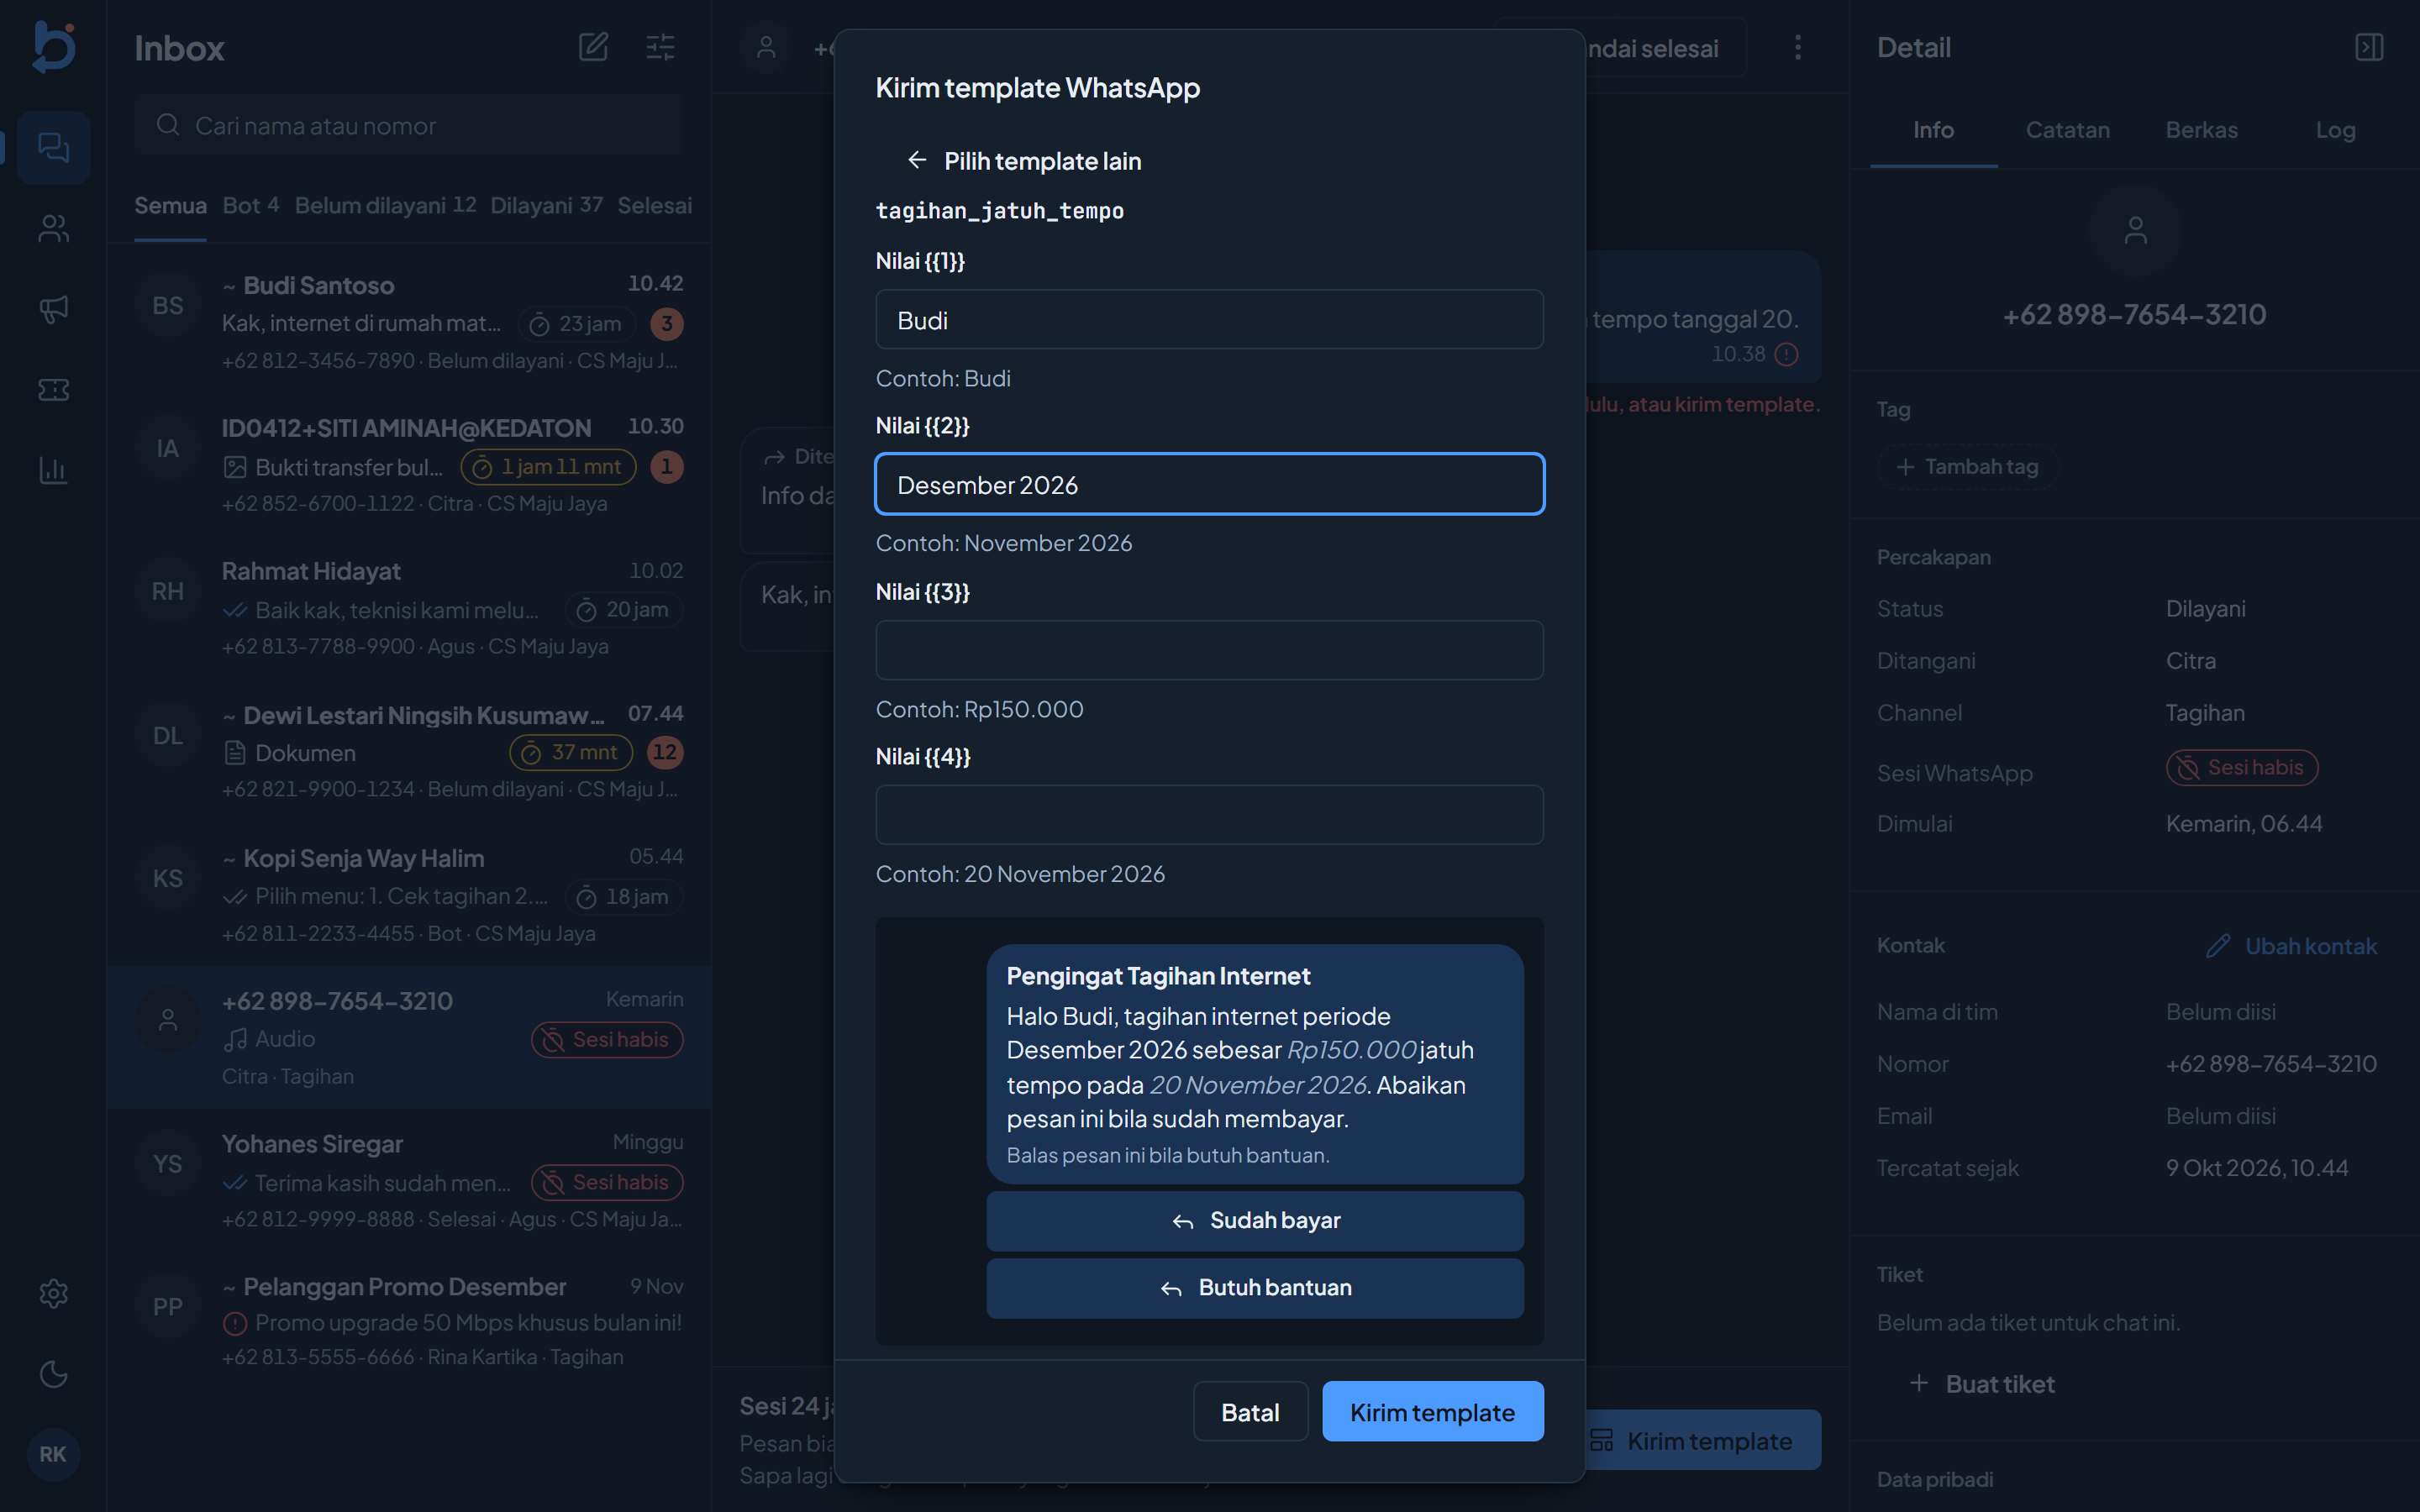 Inbox
Cari nama atau nomor
Semua
Bot 4
Belum dilayani 12
Dilayani 37
Selesai
BS
~ Budi Santoso
10.42
Kak, internet di rumah mat...
23 jam
3
+62 812-3456-7890 · Belum dilayani · CS Maju J...
IA
ID0412+SITI AMINAH@KEDATON
10.30
Bukti transfer bul...
1 jam 11 mnt
1
+62 852-6700-1122 · Citra · CS Maju Jaya
RH
Rahmat Hidayat
10.02
Baik kak, teknisi kami melu...
20 jam
+62 813-7788-9900 · Agus · CS Maju Jaya
DL
~ Dewi Lestari Ningsih Kusumaw...
07.44
Dokumen
37 mnt
12
+62 821-9900-1234 · Belum dilayani · CS Maju J...
KS
~ Kopi Senja Way Halim
05.44
Pilih menu: 1. Cek tagihan 2....
18 jam
+62 811-2233-4455 · Bot · CS Maju Jaya
+62 898-7654-3210
Kemarin
Audio
Sesi habis
Citra · Tagihan
YS
Yohanes Siregar
Minggu
Terima kasih sudah men...
Sesi habis
+62 812-9999-8888 · Selesai · Agus · CS Maju Ja...
PP
~ Pelanggan Promo Desember
9 Nov
Promo upgrade 50 Mbps khusus bulan ini!
+62 813-5555-6666 · Rina Kartika · Tagihan
RK
ndai selesai
tempo tanggal 20.
10.38
ulu, atau kirim template.
Dite
Info da
Kak, in
Sesi 24 ja
Pesan bia
Sapa lagi
Kirim template
Kirim template WhatsApp
Pilih template lain
tagihan_jatuh_tempo
Nilai {{1}}
Budi
Contoh: Budi
Nilai {{2}}
Desember 2026
Contoh: November 2026
Nilai {{3}}
Contoh: Rp150.000
Nilai {{4}}
Contoh: 20 November 2026
Pengingat Tagihan Internet
Halo Budi, tagihan internet periode
Desember 2026 sebesar Rp150.000 jatuh
tempo pada 20 November 2026. Abaikan
pesan ini bila sudah membayar.
Balas pesan ini bila butuh bantuan.
Sudah bayar
Butuh bantuan
Batal
Kirim template
Detail
Info
Catatan
Berkas
Log
+62 898-7654-3210
Tag
Tambah tag
Percakapan
Status
Dilayani
Ditangani
Citra
Channel
Tagihan
Sesi WhatsApp
Sesi habis
Dimulai
Kemarin, 06.44
Kontak
Ubah kontak
Nama di tim
Belum diisi
Nomor
+62 898-7654-3210
Email
Belum diisi
Tercatat sejak
9 Okt 2026, 10.44
Tiket
Belum ada tiket untuk chat ini.
Buat tiket
Data pribadi